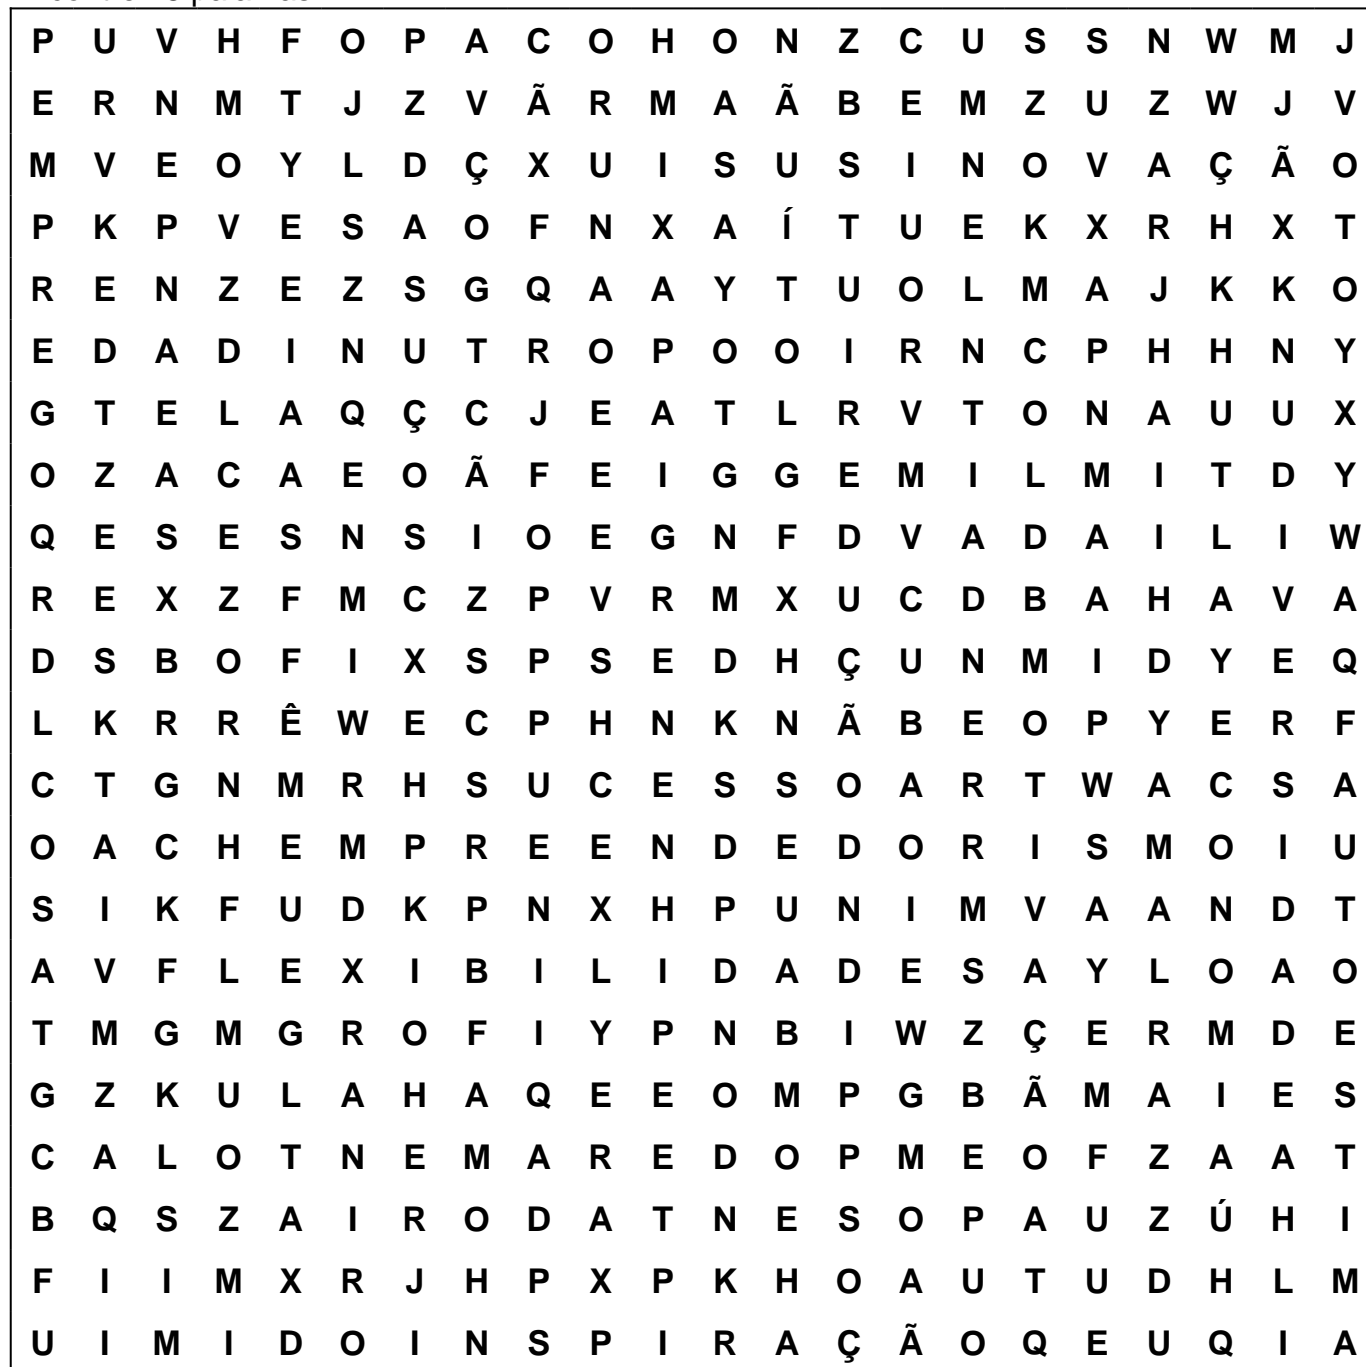 P U V H F O P A C O H O N Z C U S S N W M J
E R N M T J Z V Ã R M A Ã B E M Z U Z W J V
M V E O Y L D Ç X U I S U S I N O V A Ç Ã O
P K P V E S A O F N X A Í T U E K X R H X T
R E N Z E Z S G Q A A Y T U O L M A J K K O
E D A D I N U T R O P O O I R N C P H H N Y
G T E L A Q Ç C J E A T L R V T O N A U U X
O Z A C A E O Ã F E I G G E M I L M I T D Y
Q E S E S N S I O E G N F D V A D A I L I W
R E X Z F M C Z P V R M X U C D B A H A V A
D S B O F I X S P S E D H Ç U N M I D Y E Q
L K R R Ê W E C P H N K N Ã B E O P Y E R F
C T G N M R H S U C E S S O A R T W A C S A
O A C H E M P R E E N D E D O R I S M O I U
S I K F U D K P N X H P U N I M V A A N D T
A V F L E X I B I L I D A D E S A Y L O A O
T M G M G R O F I Y P N B I W Z Ç E R M D E
G Z K U L A H A Q E E O M P G B Ã M A I E S
C A L O T N E M A R E D O P M E O F Z A A T
B Q S Z A I R O D A T N E S O P A U Z Ú H I
F I I M X R J H P X P K H O A U T U D H L M
U I M I D O I N S P I R A Ç Ã O Q E U Q I A